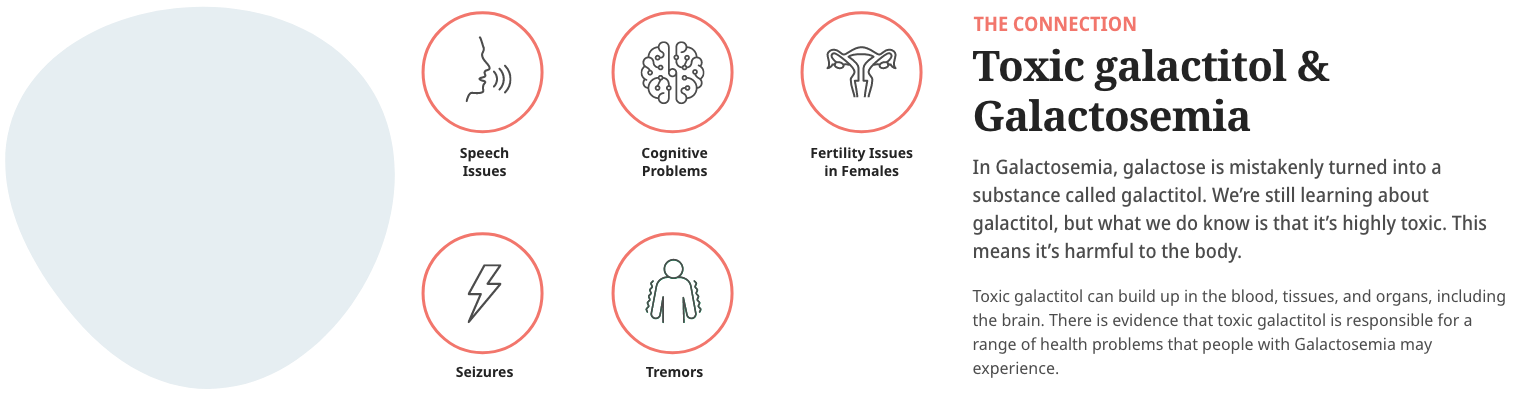 Speech
Issues
Cognitive
Problems
Fertility Issues
in Females
Seizures
Tremors
THE CONNECTION
Toxic galactitol &
Galactosemia
In Galactosemia, galactose is mistakenly turned into a
substance called galactitol. We’re still learning about
galactitol, but what we do know is that it’s highly toxic. This
means it’s harmful to the body.
Toxic galactitol can build up in the blood, tissues, and organs, including
the brain. There is evidence that toxic galactitol is responsible for a
range of health problems that people with Galactosemia may
experience.